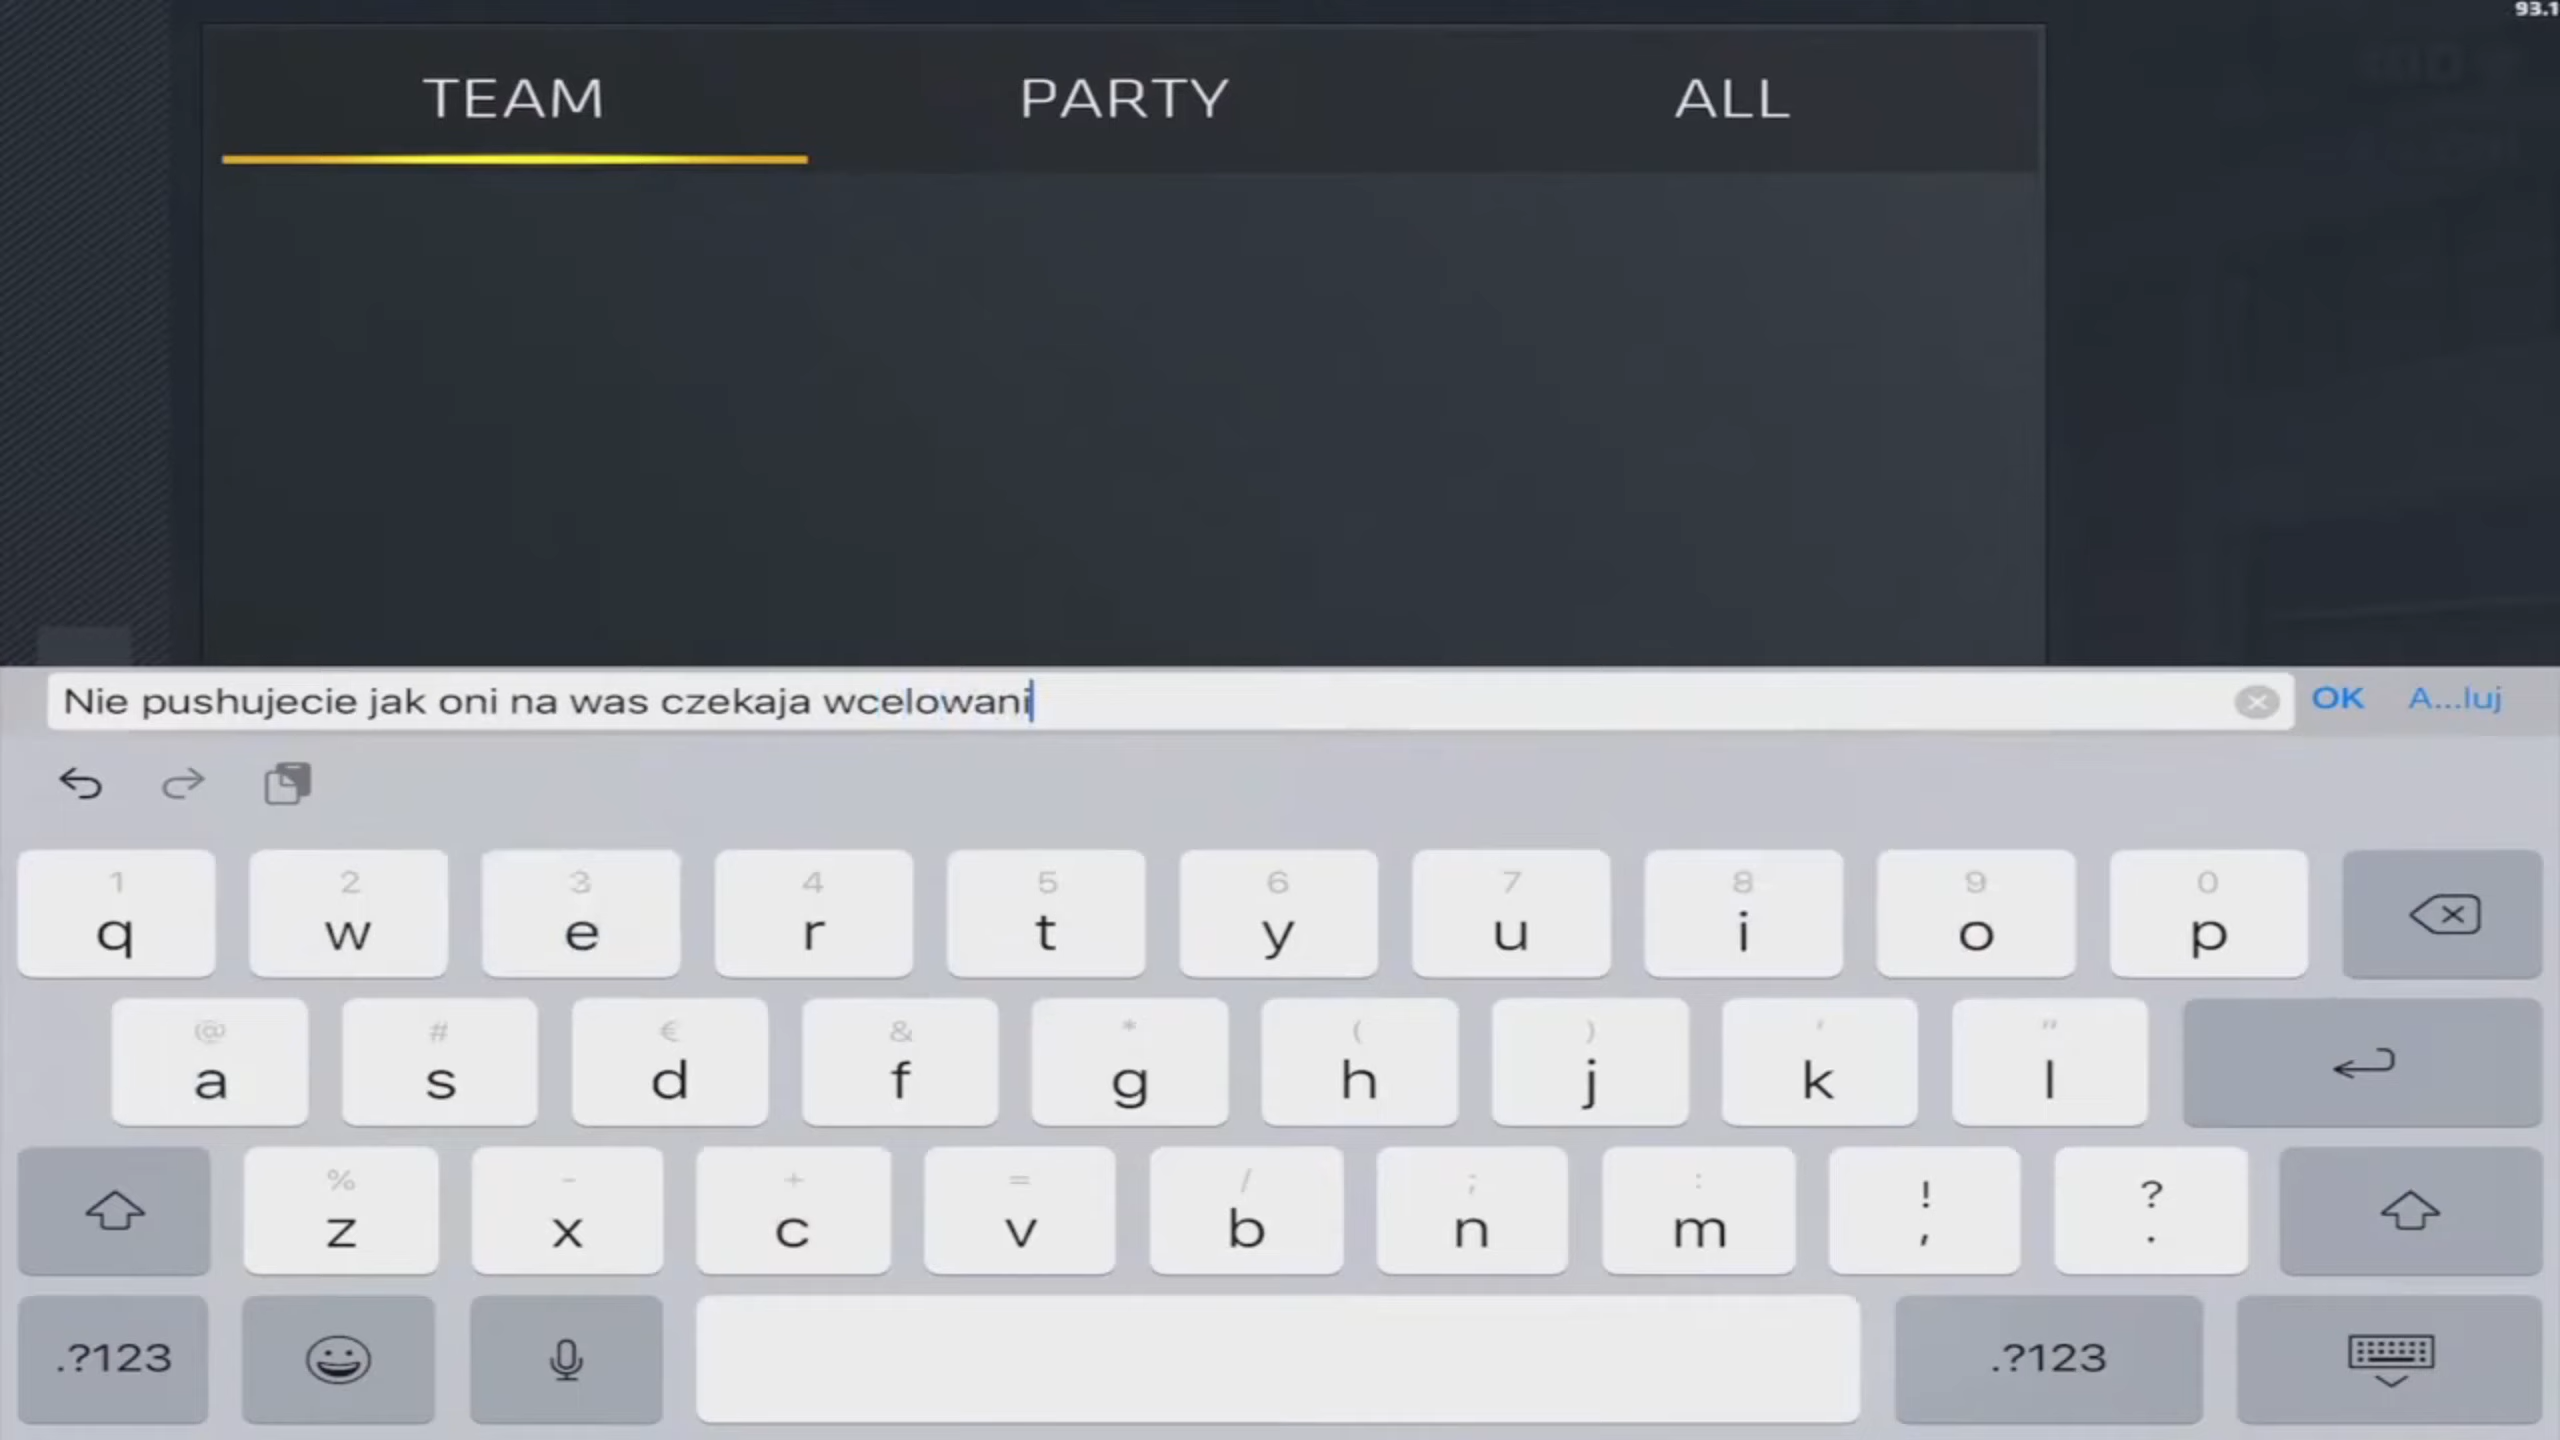 93.1
TEAM PARTY ALL
Nie pushujecie jak oni na was czekaja wcelowani OK A...luj
1 2 3 4 5 6 7 8 9 0
q w e r t y u i o p
@ # € & * ( ) ' "
a s d f g h j k l
% - + = / ; : ! ?
z x c v b n m , .
.?123 .?123